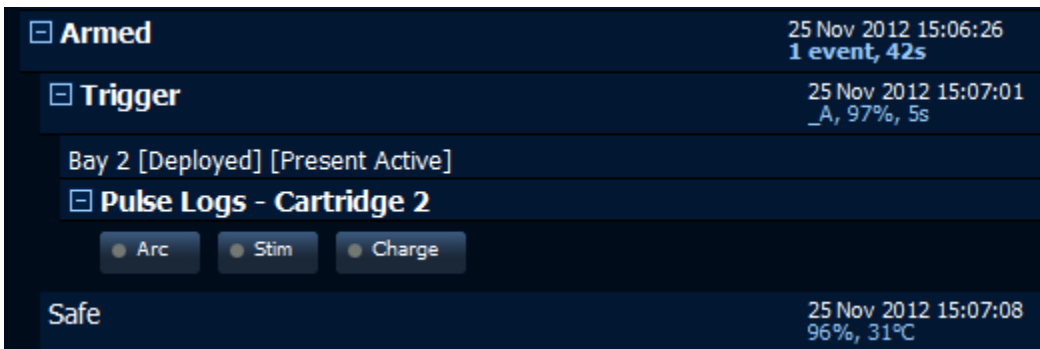 Armed
25 Nov 2012 15:06:26
1 event, 42s
Trigger
25 Nov 2012 15:07:01
_A, 97%, 5s
Bay 2 [Deployed] [Present Active]
Pulse Logs - Cartridge 2
Arc Stim Charge
Safe
25 Nov 2012 15:07:08
96%, 31ºC